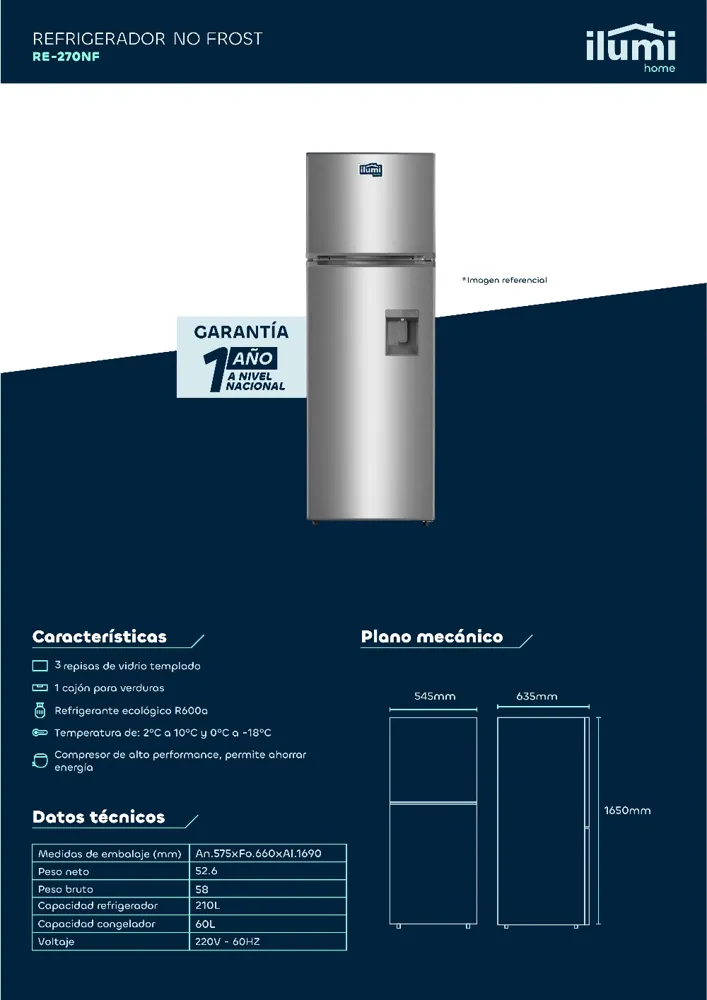 REFRIGERADOR NO FROST
RE-270NF
ilumi
home
ilumi
*Imagen referencial
GARANTÍA
1 AÑO
A NIVEL
NACIONAL
Características
3 repisas de vidrio templado
1 cajón para verduras
Refrigerante ecológico R600a
Temperatura de: 2ºC a 10ºC y 0ºC a -18ºC
Compresor de alto performance, permite ahorrar
energía
Plano mecánico
545mm
635mm
1650mm
Datos técnicos
Medidas de embalaje (mm) An.575xFo.660xAl.1690
Peso neto 52.6
Peso bruto 58
Capacidad refrigerador 210L
Capacidad congelador 60L
Voltaje 220V - 60HZ